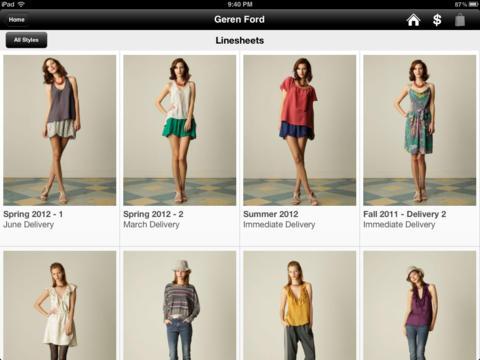 iPad
9:40 PM
87%
Home
Geren Ford
$
All Styles
Linesheets
Spring 2012 - 1
June Delivery
Spring 2012 - 2
March Delivery
Summer 2012
Immediate Delivery
Fall 2011 - Delivery 2
Immediate Delivery